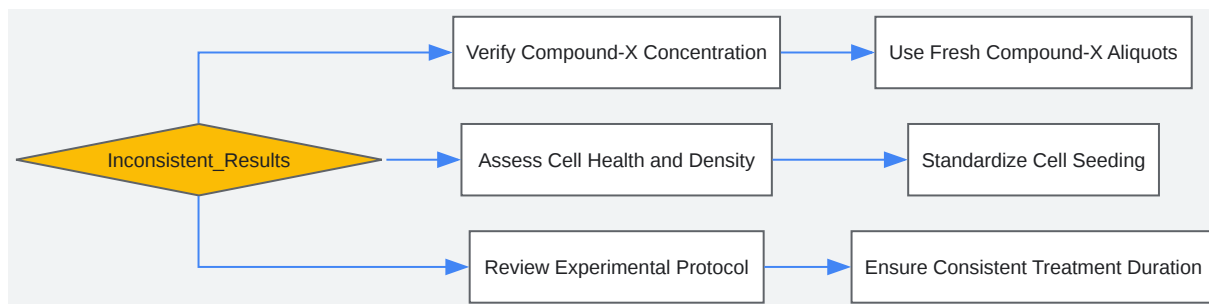 Verify Compound-X Concentration
Use Fresh Compound-X Aliquots
Inconsistent_Results
Assess Cell Health and Density
Standardize Cell Seeding
Review Experimental Protocol
Ensure Consistent Treatment Duration